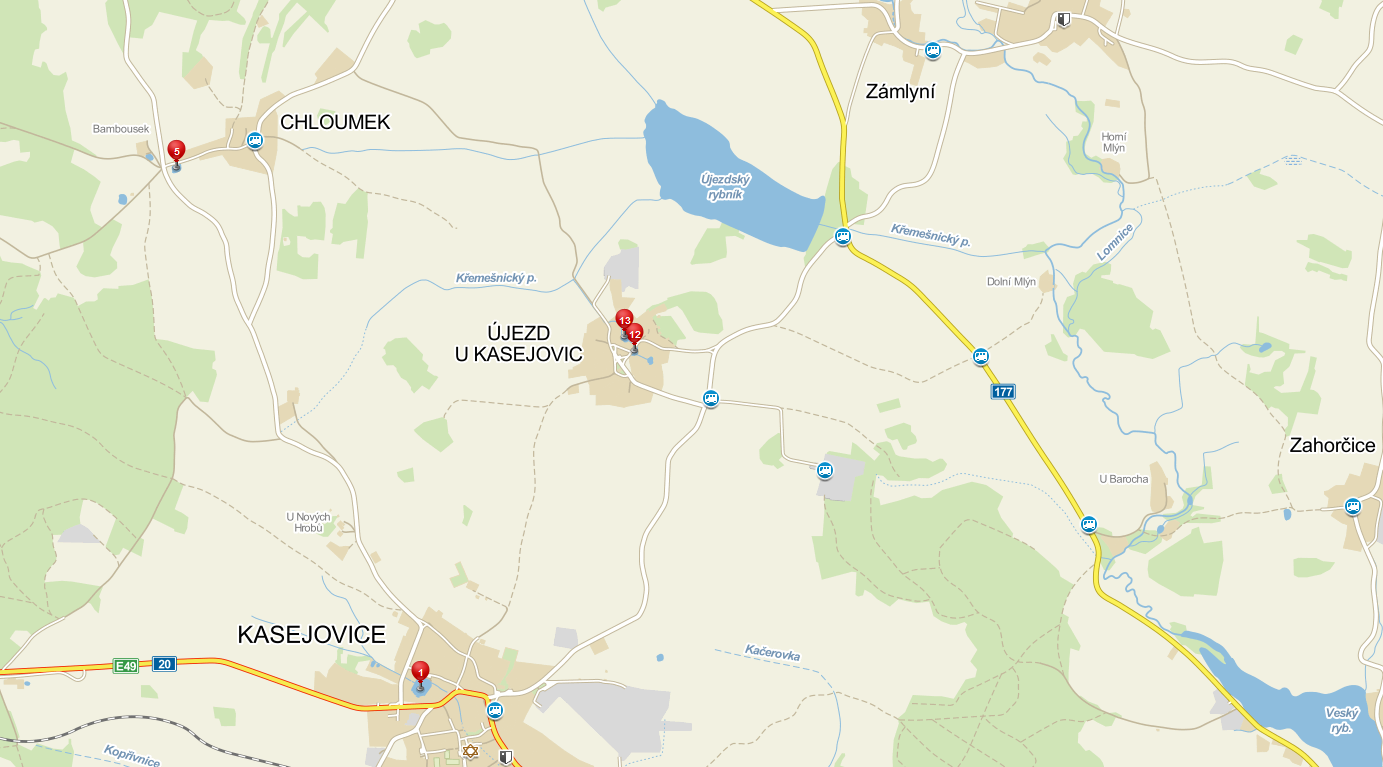 Zámlyní
CHLOUMEK
Bambousek
5
Horní
Mlýn
Újezdský
rybník
Křemešnický p.
Lomnice
Křemešnický p.
Dolní Mlýn
13
12
ÚJEZD
U KASEJOVIC
177
Zahorčice
U Barocha
U Nových
Hrobů
KASEJOVICE
Kačerovka
E49
20
1
Veský
ryb.
Kopřivnice